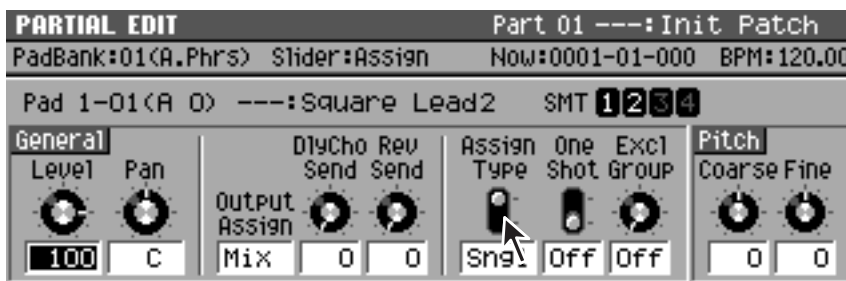 PARTIAL EDIT Part 01 ---:Init Patch
PadBank:01(A.Phrs) Slider:Assign Now:0001-01-000 BPM:120.00
Pad 1-01(A 0) ---:Square Lead2 SMT 1 2 3 4
General DlyCho Rev Assign One Excl Pitch
Level Pan Send Send Type Shot Group Coarse Fine
Output
Assign
100 C Mix 0 0 Sngl Off Off 0 0